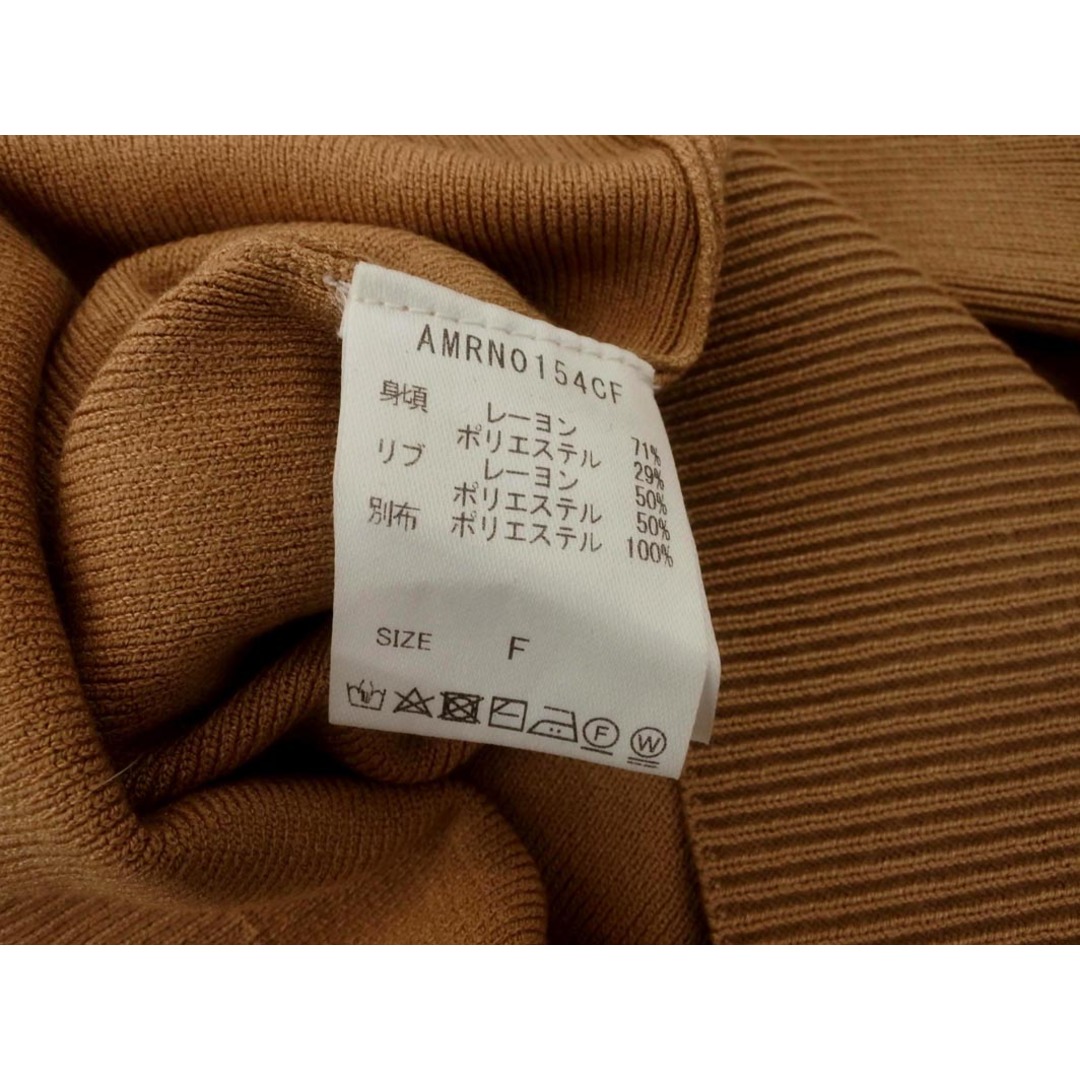 AMRN0154CF
身頃 レーヨン 71%
ポリエステル 29%
リブ レーヨン 50%
ポリエステル 50%
別布 ポリエステル 100%
SIZE F
F W